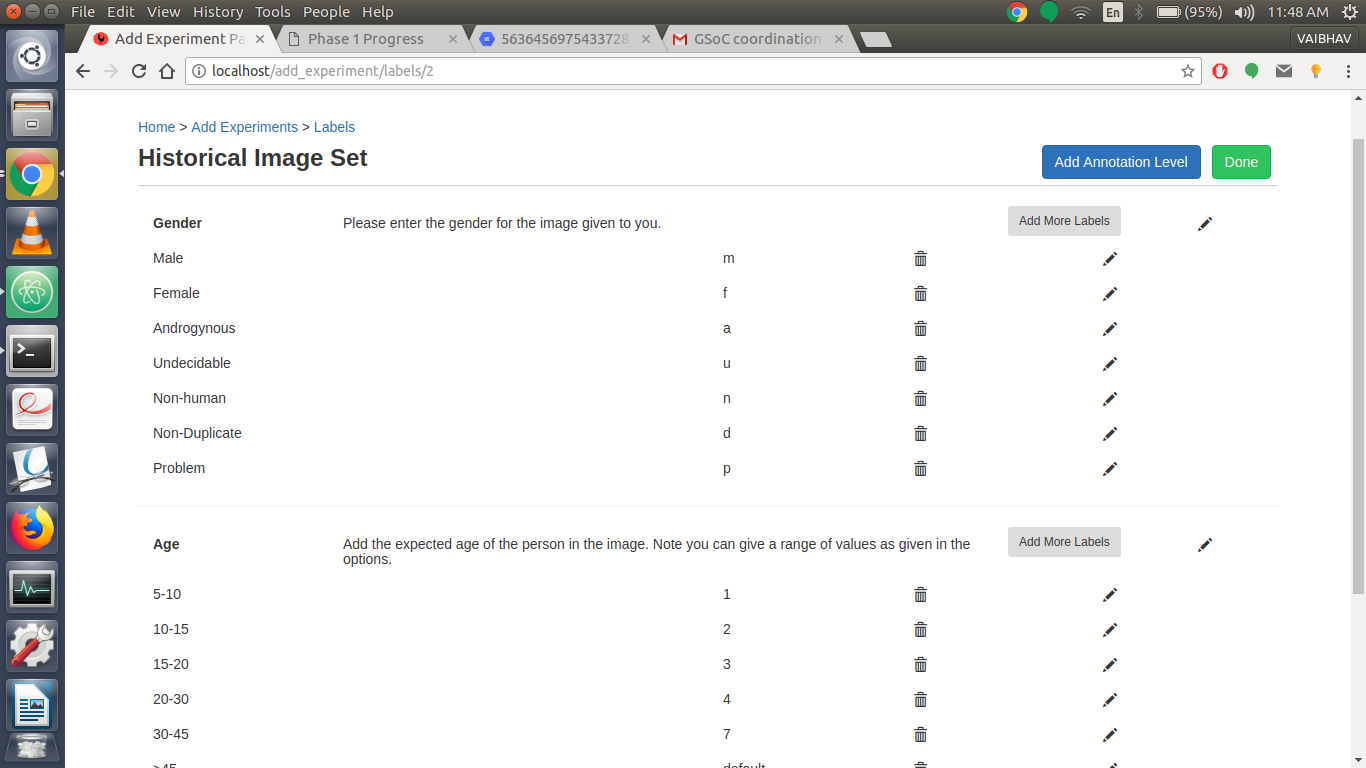 File Edit View History Tools People Help
En (95%) 11:48 AM
Add Experiment Pa
Phase 1 Progress
5636456975433728
GSoC coordination
VAIBHAV
localhost/add_experiment/labels/2
Home > Add Experiments > Labels
Historical Image Set
Add Annotation Level
Done
Gender Please enter the gender for the image given to you. Add More Labels
Male m
Female f
Androgynous a
Undecidable u
Non-human n
Non-Duplicate d
Problem p
Age Add the expected age of the person in the image. Note you can give a range of values as given in the Add More Labels
options.
5-10 1
10-15 2
15-20 3
20-30 4
30-45 7
>45 default